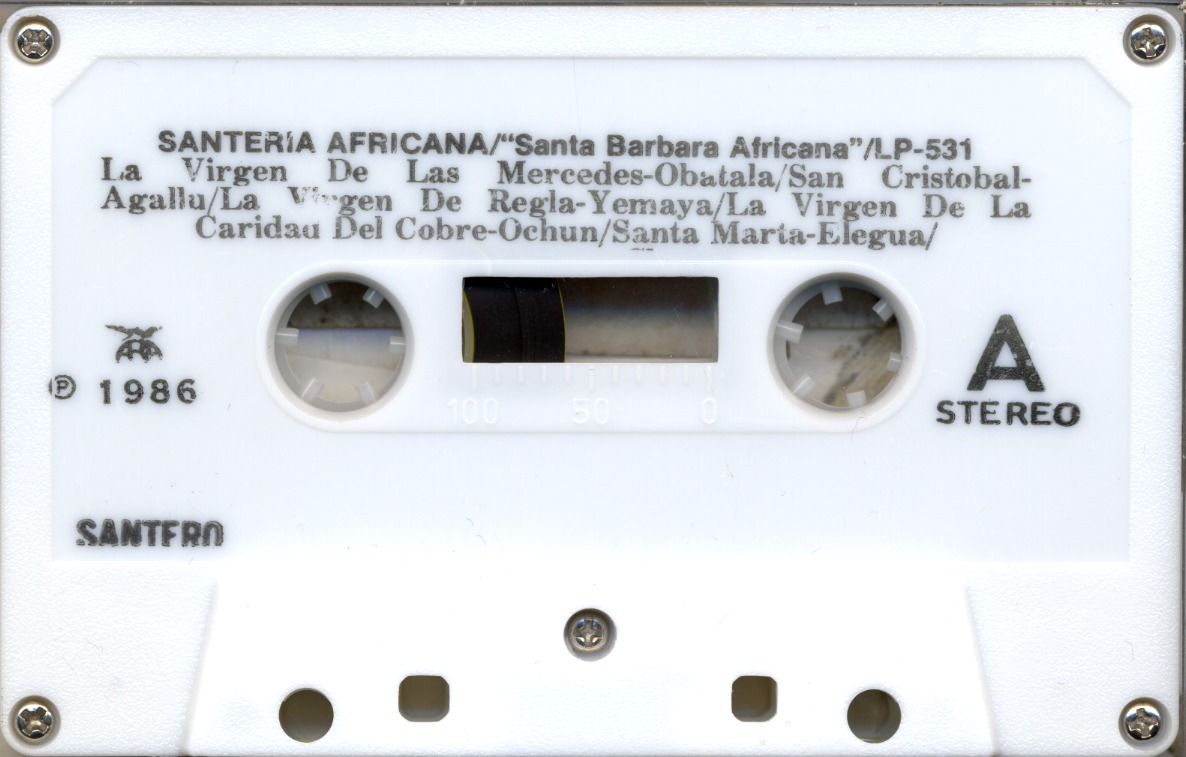 SANTERIA AFRICANA/“Santa Barbara Africana”/LP-531
La Virgen De Las Mercedes-Obatala/San Cristobal-
Agallu/La Virgen De Regla-Yemaya/La Virgen De La
Caridad Del Cobre-Ochun/Santa Marta-Elegua/
℗ 1986
A
STEREO
100 50 0
SANTERO